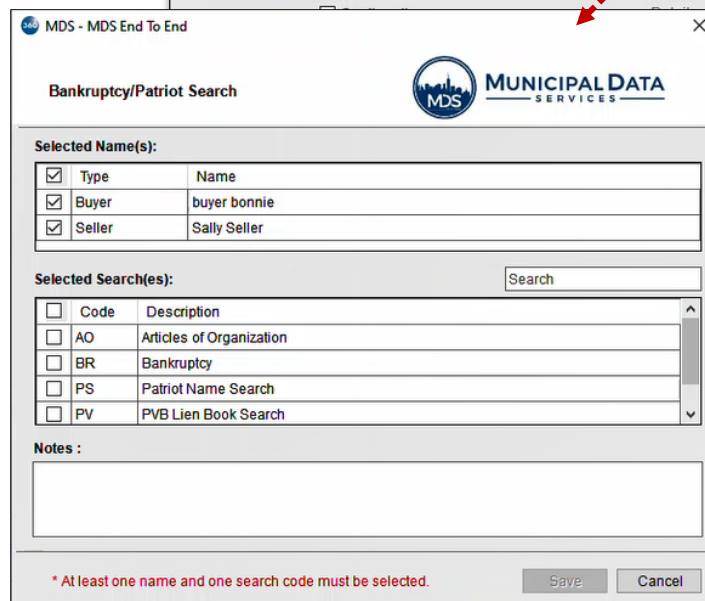 360 MDS - MDS End To End
Bankruptcy/Patriot Search
MDS
MUNICIPAL DATA
SERVICES
Selected Name(s):
Type Name
Buyer buyer bonnie
Seller Sally Seller
Selected Search(es):
Search
Code Description
AO Articles of Organization
BR Bankruptcy
PS Patriot Name Search
PV PVB Lien Book Search
Notes :
* At least one name and one search code must be selected.
Save Cancel